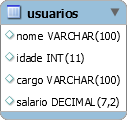 usuarios
nome VARCHAR(100)
idade INT(11)
cargo VARCHAR(100)
salario DECIMAL(7,2)